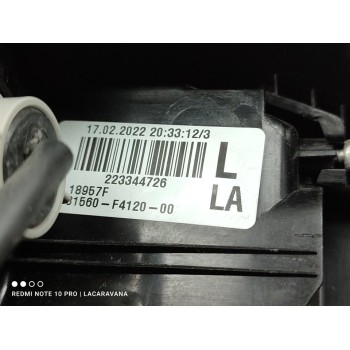 17.02.2022 20:33:12/3
L
223344726
18957F
81560-F4120-00
LA
REDMI NOTE 10 PRO | LACARAVANA